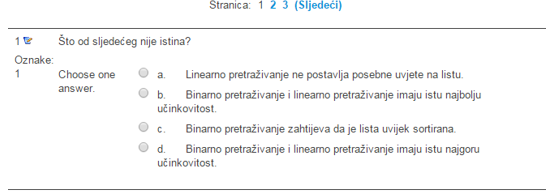 Stranica: 1 2 3 (Sljedeći)
1 Što od sljedećeg nije istina?
Oznake:
1
Choose one
answer.
a. Linearno pretraživanje ne postavlja posebne uvjete na listu.
b. Binarno pretraživanje i linearno pretraživanje imaju istu najbolju
učinkovitost.
c. Binarno pretraživanje zahtijeva da je lista uvijek sortirana.
d. Binarno pretraživanje i linearno pretraživanje imaju istu najgoru
učinkovitost.